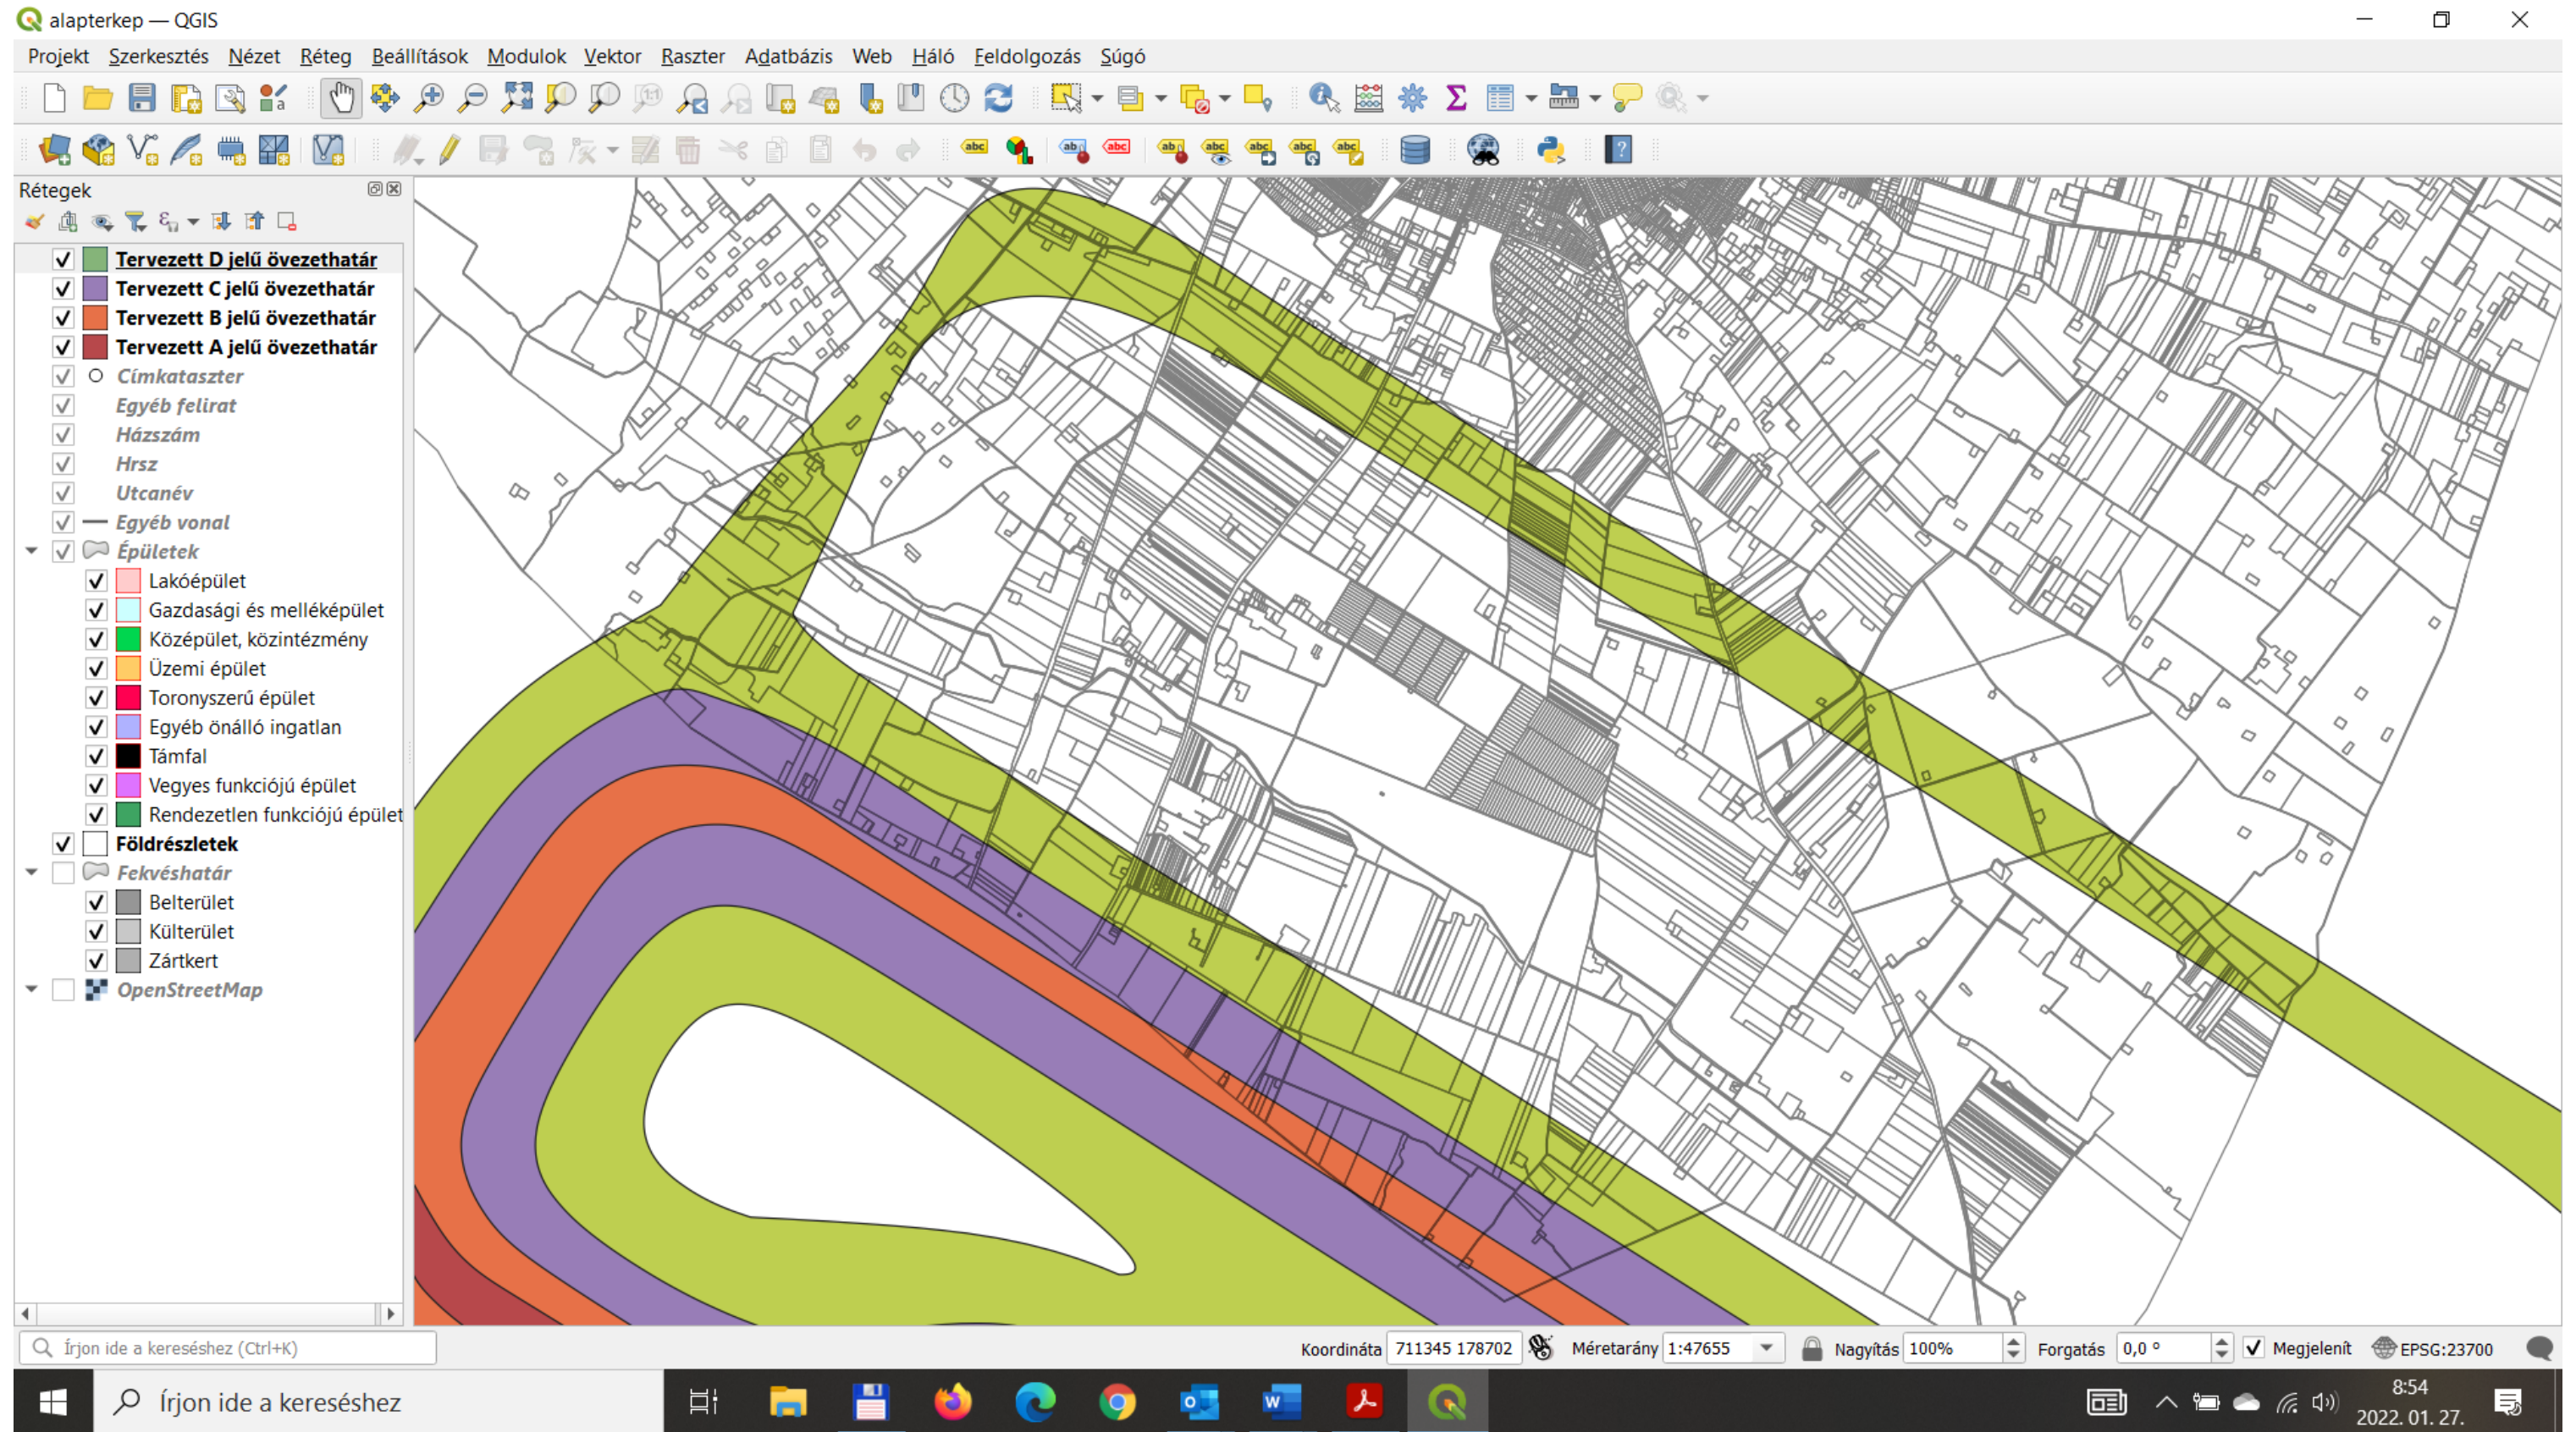 alapterkep — QGIS
Projekt Szerkesztés Nézet Réteg Beállítások Modulok Vektor Raszter Adatbázis Web Háló Feldolgozás Súgó
Rétegek
Tervezett D jelű övezethatár
Tervezett C jelű övezethatár
Tervezett B jelű övezethatár
Tervezett A jelű övezethatár
Címkataszter
Egyéb felirat
Házszám
Hrsz
Utcanév
Egyéb vonal
Épületek
Lakóépület
Gazdasági és melléképület
Középület, közintézmény
Üzemi épület
Toronyszerű épület
Egyéb önálló ingatlan
Támfal
Vegyes funkciójú épület
Rendezetlen funkciójú épület
Földrészletek
Fekvéshatár
Belterület
Külterület
Zártkert
OpenStreetMap
Írjon ide a kereséshez (Ctrl+K)
Koordináta 711345 178702 Méretarány 1:47655 Nagyítás 100% Forgatás 0,0 ° Megjelenít EPSG:23700
Írjon ide a kereséshez
8:54
2022. 01. 27.